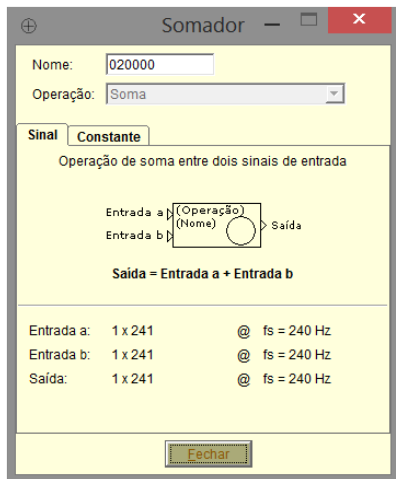 Somador
Nome: 020000
Operação: Soma
Sinal Constante
Operação de soma entre dois sinais de entrada
(Operação)
Entrada a
(Nome)
Saída
Entrada b
Saída = Entrada a + Entrada b
Entrada a: 1 x 241 @ fs = 240 Hz
Entrada b: 1 x 241 @ fs = 240 Hz
Saída: 1 x 241 @ fs = 240 Hz
Fechar